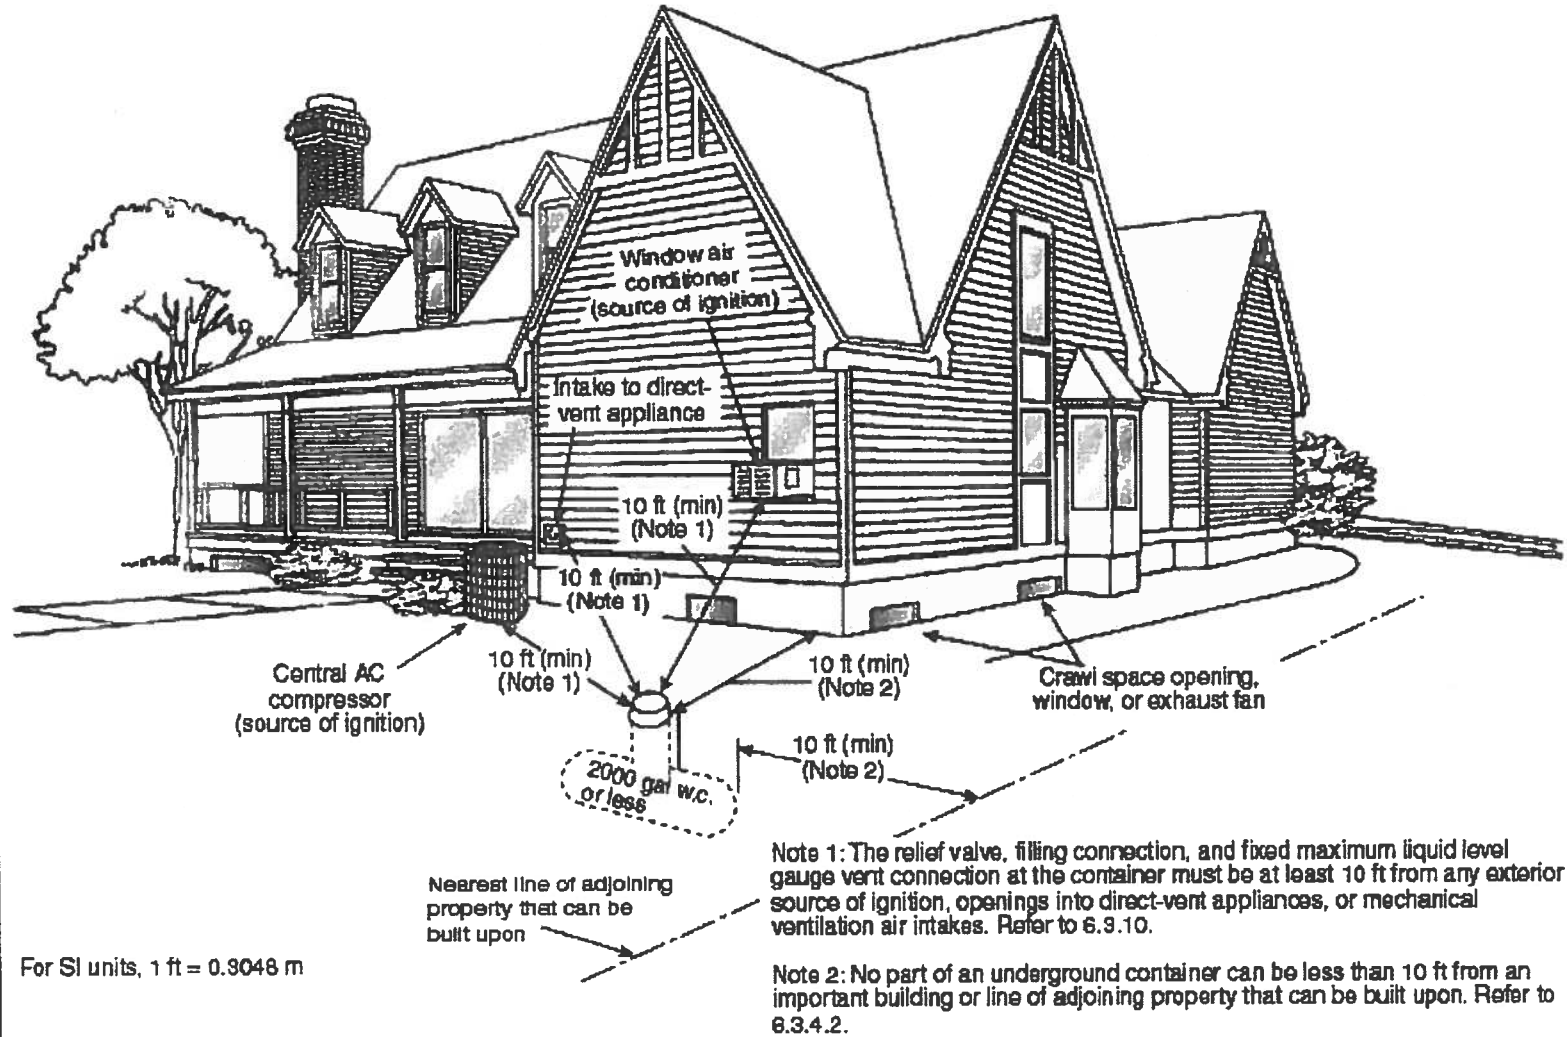 Window air
conditioner
(source of ignition)
Intake to direct-
vent appliance
10 ft (min)
(Note 1)
10 ft (min)
(Note 1)
10 ft (min)
(Note 1)
10 ft (min)
(Note 2)
Central AC
compressor
(source of ignition)
Crawl space opening,
window, or exhaust fan
10 ft (min)
(Note 2)
2000 gal w.c.
or less
Nearest line of adjoining
property that can be
built upon
Note 1: The relief valve, filling connection, and fixed maximum liquid level
gauge vent connection at the container must be at least 10 ft from any exterior
source of ignition, openings into direct-vent appliances, or mechanical
ventilation air intakes. Refer to 6.3.10.
For SI units, 1 ft = 0.3048 m
Note 2: No part of an underground container can be less than 10 ft from an
important building or line of adjoining property that can be built upon. Refer to
6.3.4.2.